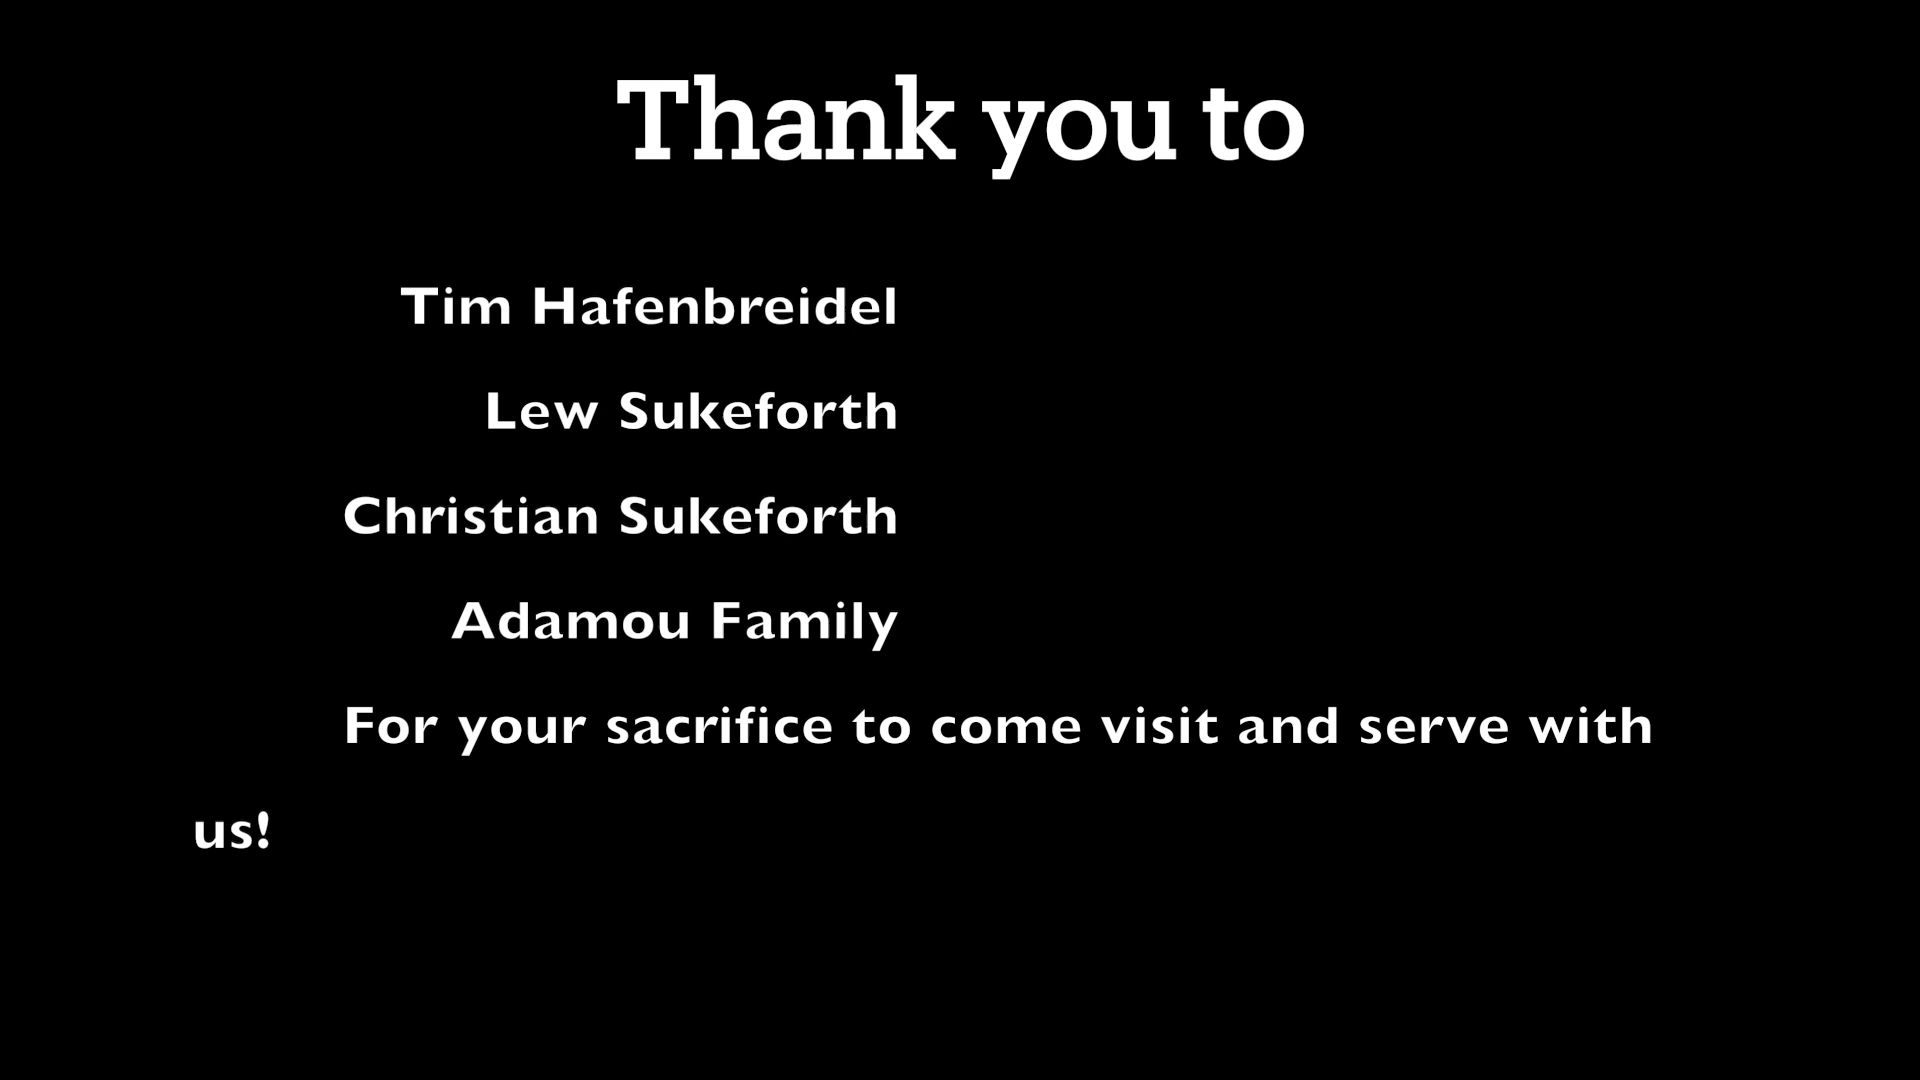 Thank you to
Tim Hafenbreidel
Lew Sukeforth
Christian Sukeforth
Adamou Family
For your sacrifice to come visit and serve with
us!